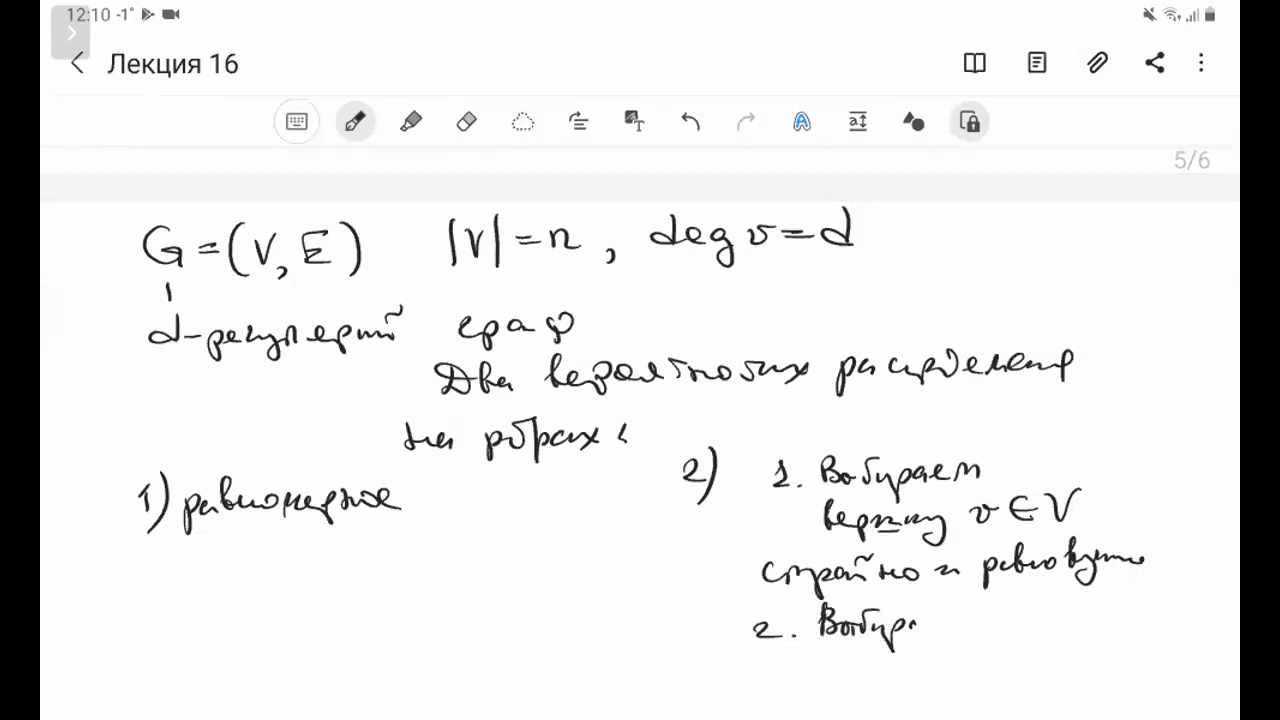 12:10 -1°
Лекция 16
5/6
G = (V, E) |V| = n, deg v = d
d-регулярный граф
Два вероятностных распределения
на рёбрах
1) равномерное
2) 1. Выбираем
вершину v ∈ V
случайно и равновероятно
2. Выбир